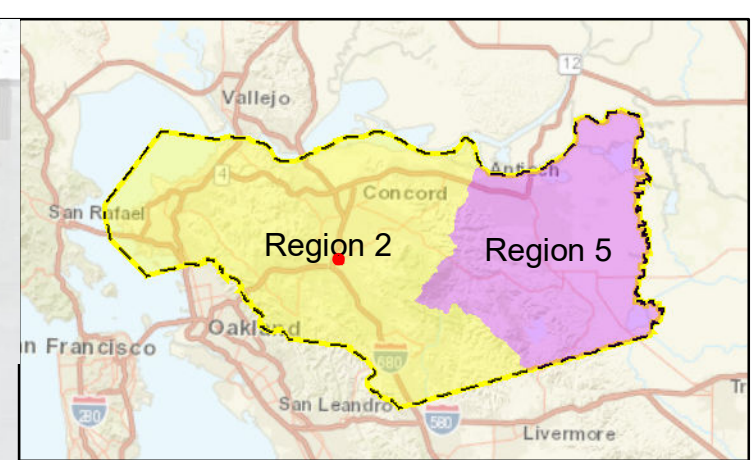 12
Vallejo
Antioch
4
Concord
San Rafael
Region 2
Region 5
Oakland
n Francisco
680
San Leandro
Tr
280
580
Livermore